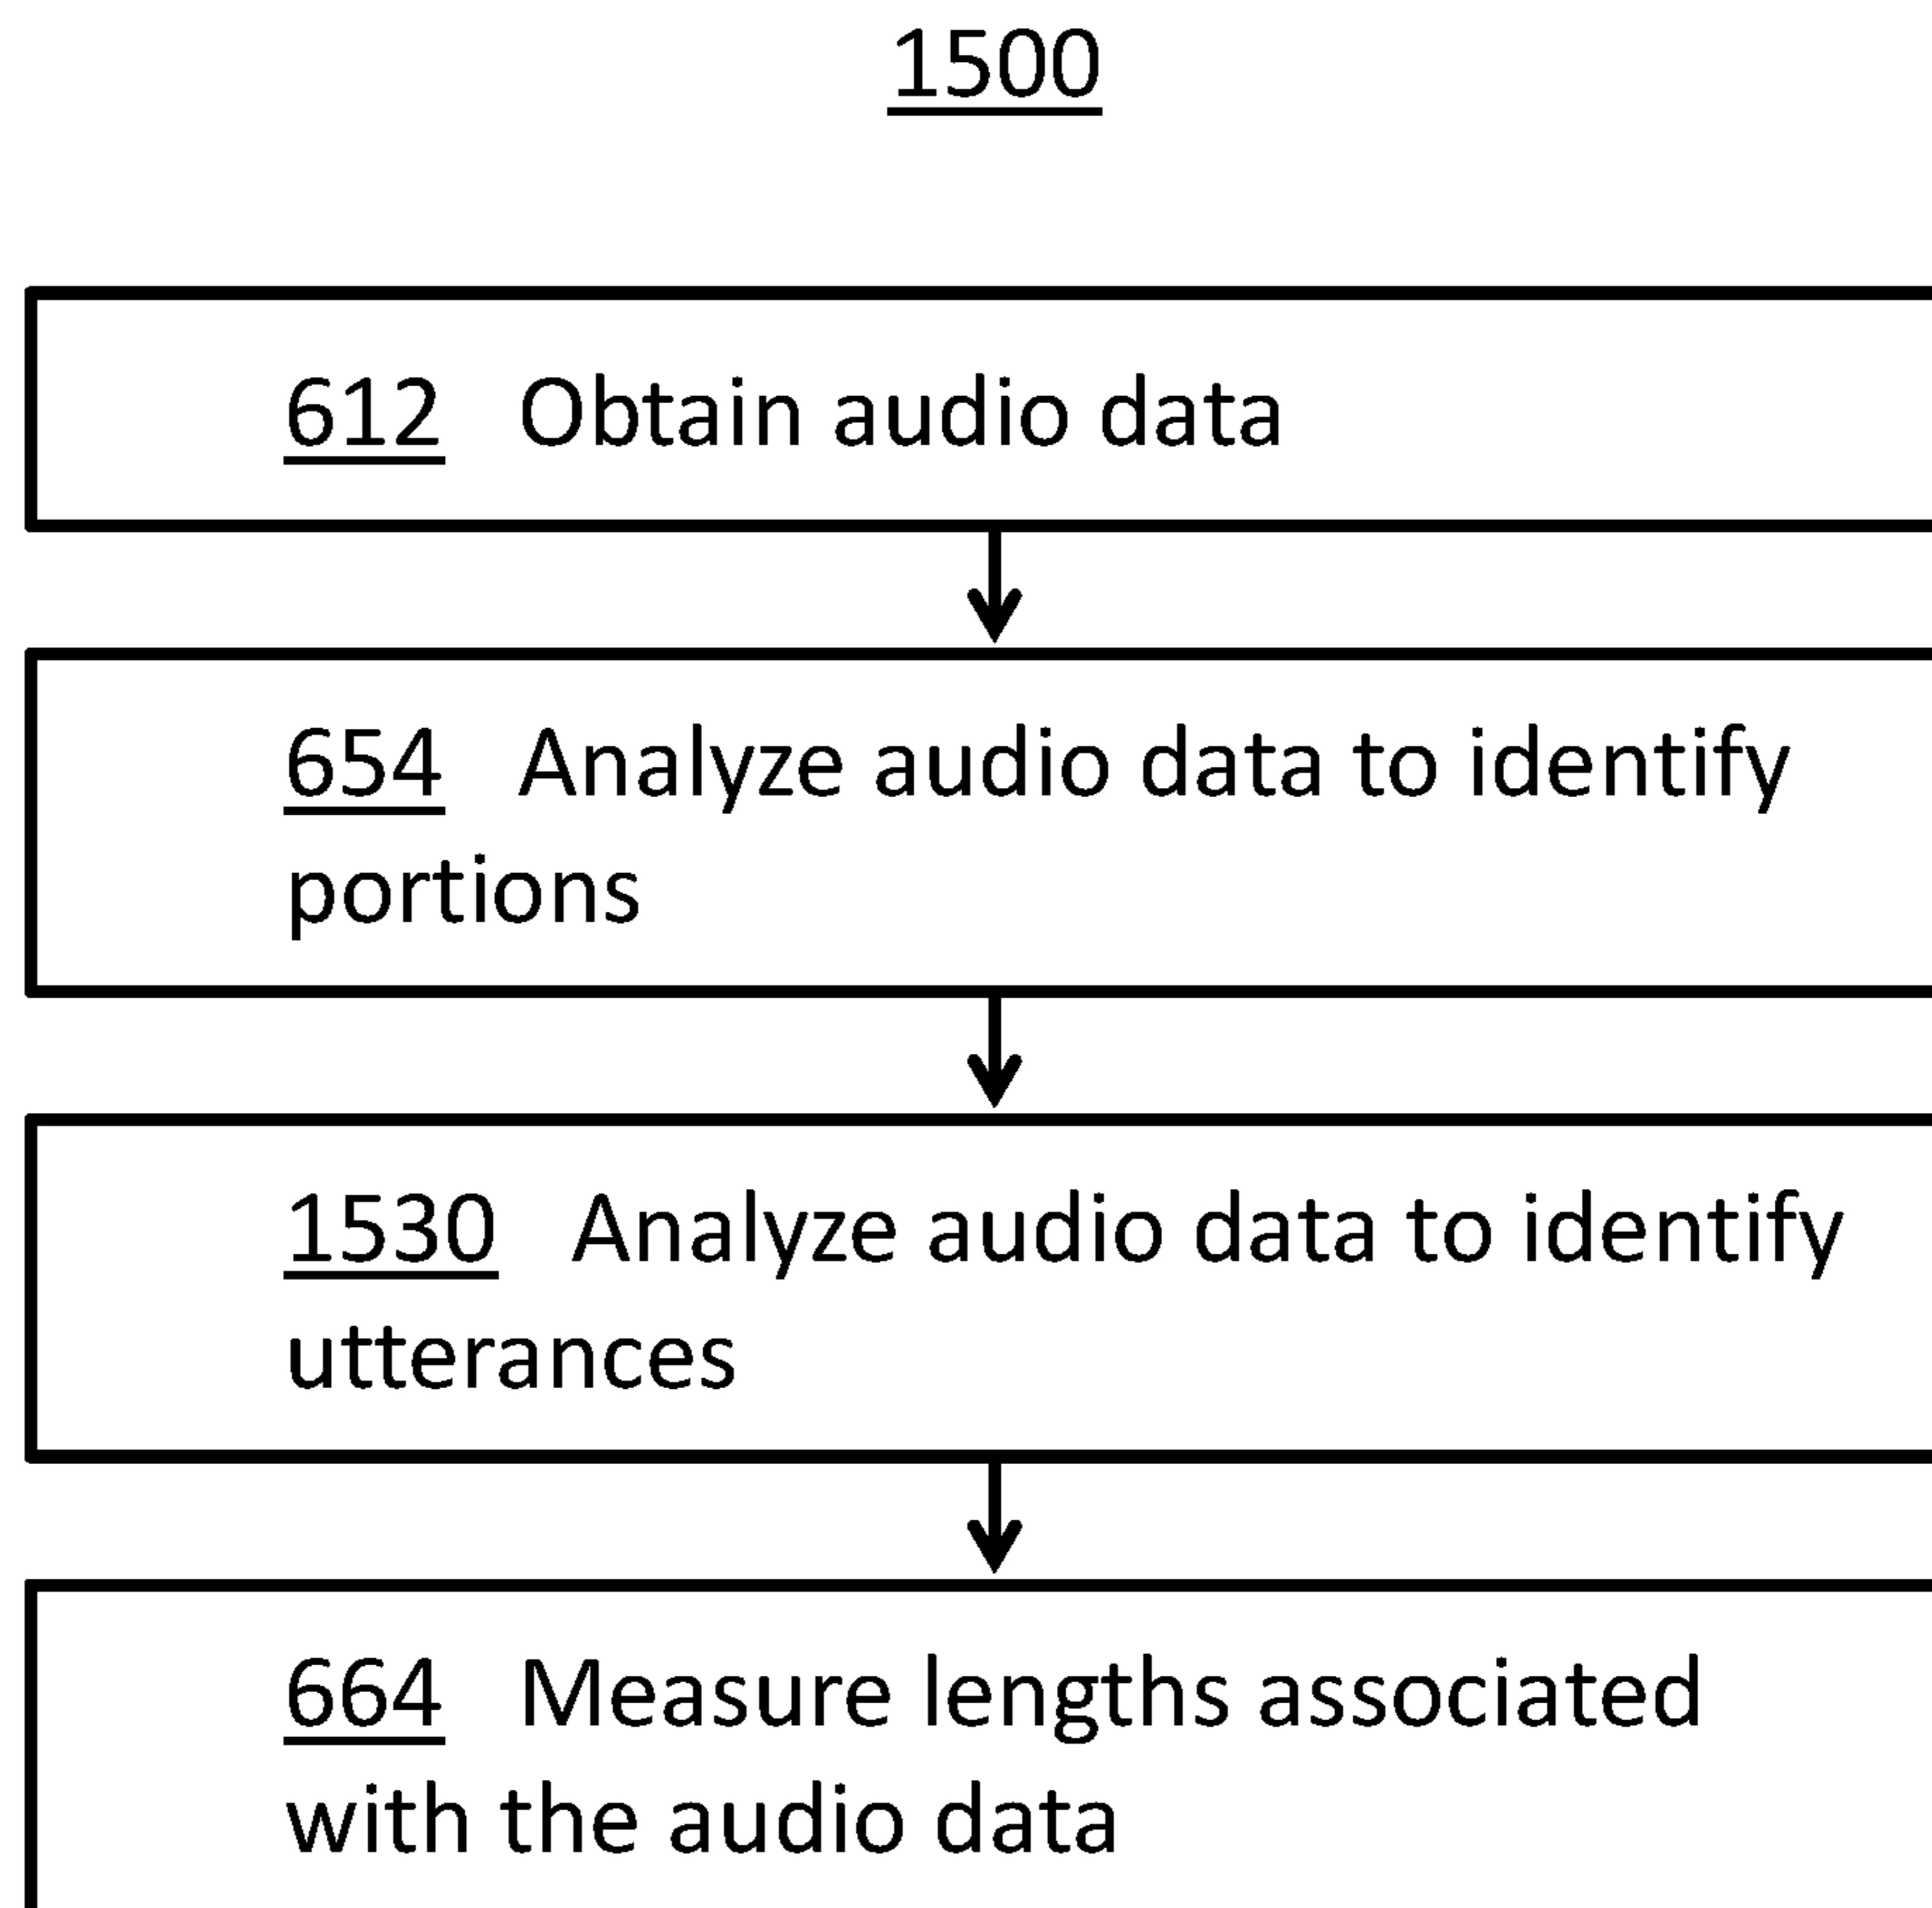 1500
612 Obtain audio data
654 Analyze audio data to identify
portions
1530 Analyze audio data to identify
utterances
664 Measure lengths associated
with the audio data